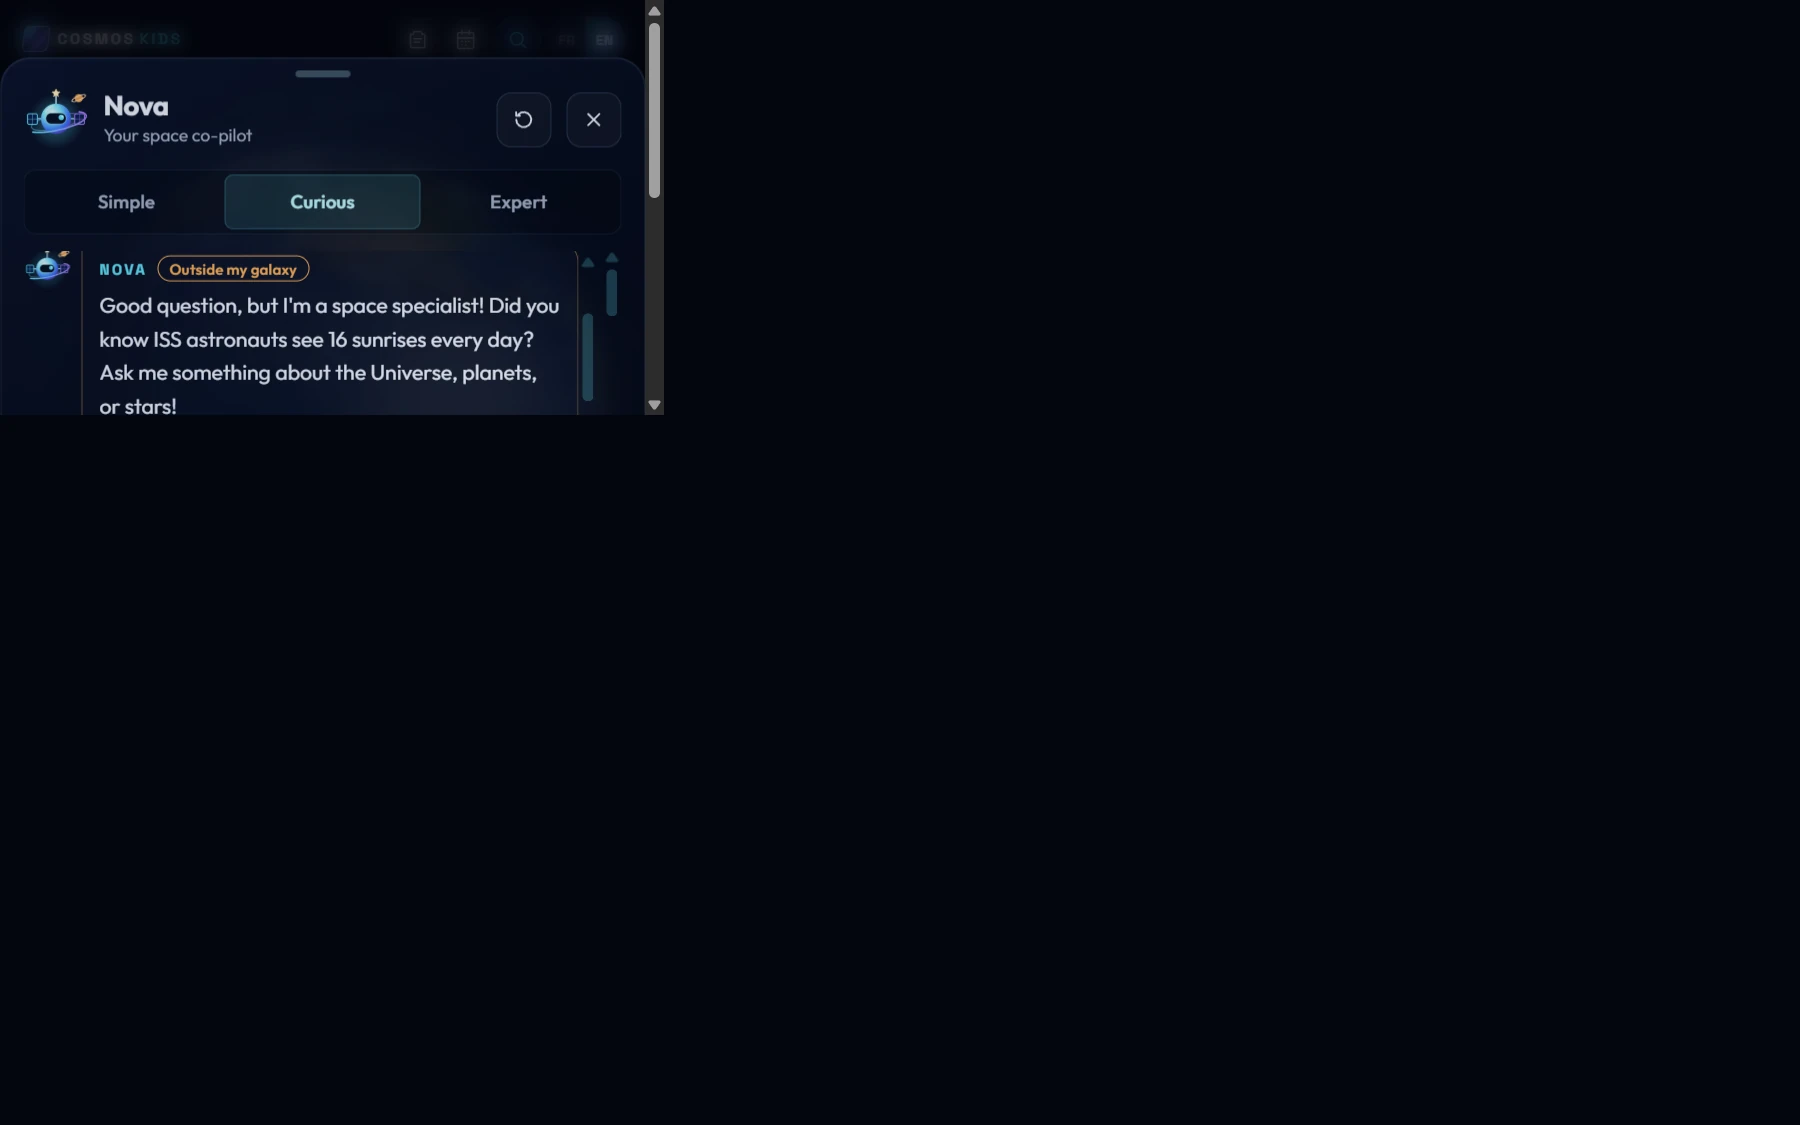 COSMOS KIDS
FR
EN
Nova
Your space co-pilot
Simple
Curious
Expert
NOVA
Outside my galaxy
Good question, but I'm a space specialist! Did you
know ISS astronauts see 16 sunrises every day?
Ask me something about the Universe, planets,
or stars!